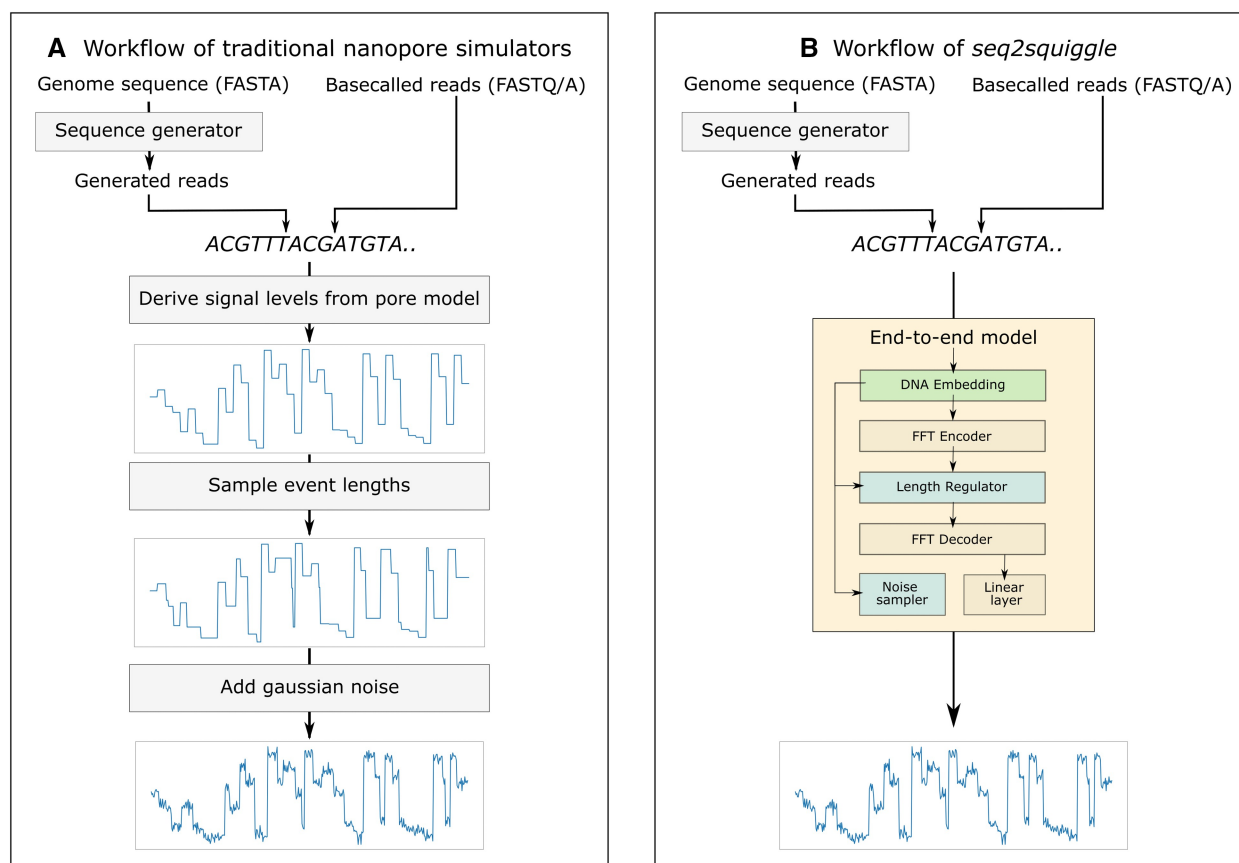 A Workflow of traditional nanopore simulators
Genome sequence (FASTA)
Basecalled reads (FASTQ/A)
Sequence generator
Generated reads
ACGTTTACGATGTA..
Derive signal levels from pore model
Sample event lengths
Add gaussian noise
B Workflow of seq2squiggle
Genome sequence (FASTA)
Basecalled reads (FASTQ/A)
Sequence generator
Generated reads
ACGTTTACGATGTA..
End-to-end model
DNA Embedding
FFT Encoder
Length Regulator
FFT Decoder
Noise
sampler
Linear
layer